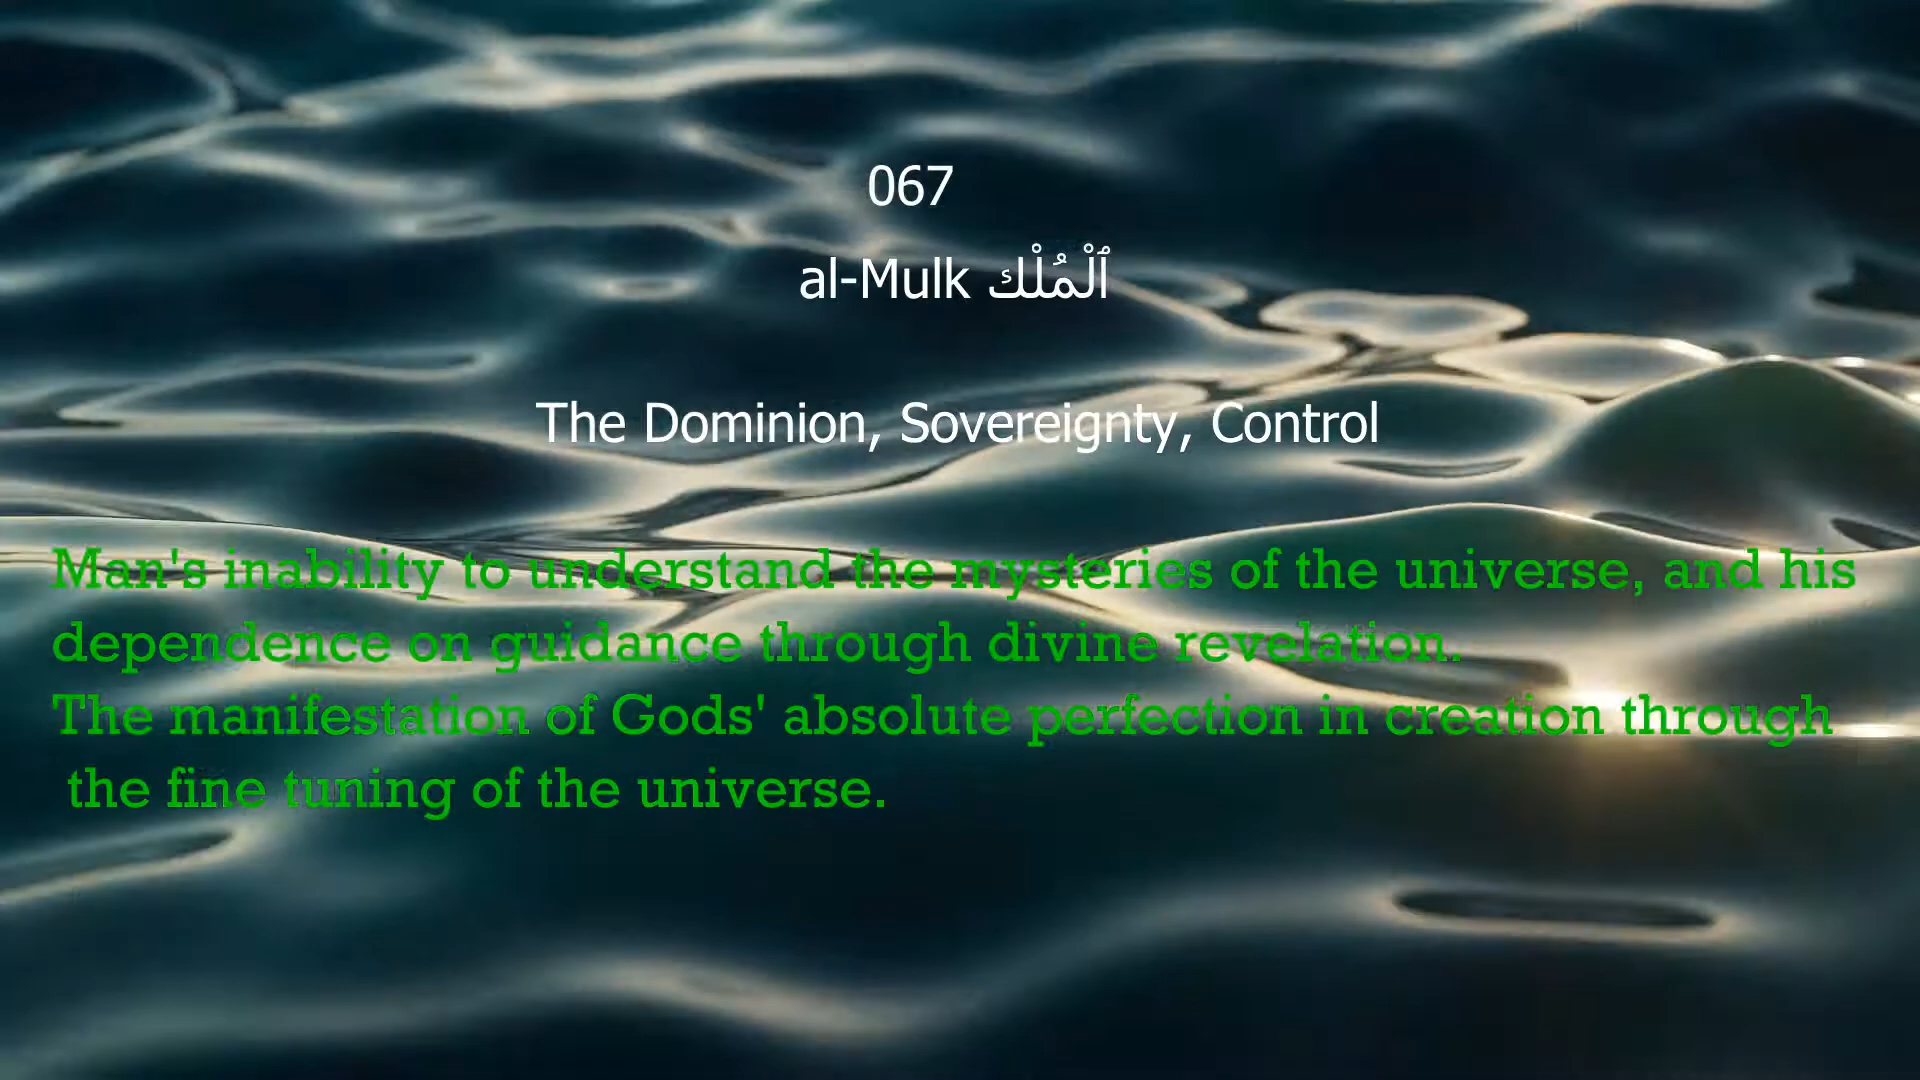 067
al-Mulk ٱلْمُلْك
The Dominion, Sovereignty, Control
Man's inability to understand the mysteries of the universe, and his
dependence on guidance through divine revelation.
The manifestation of Gods' absolute perfection in creation through
the fine tuning of the universe.